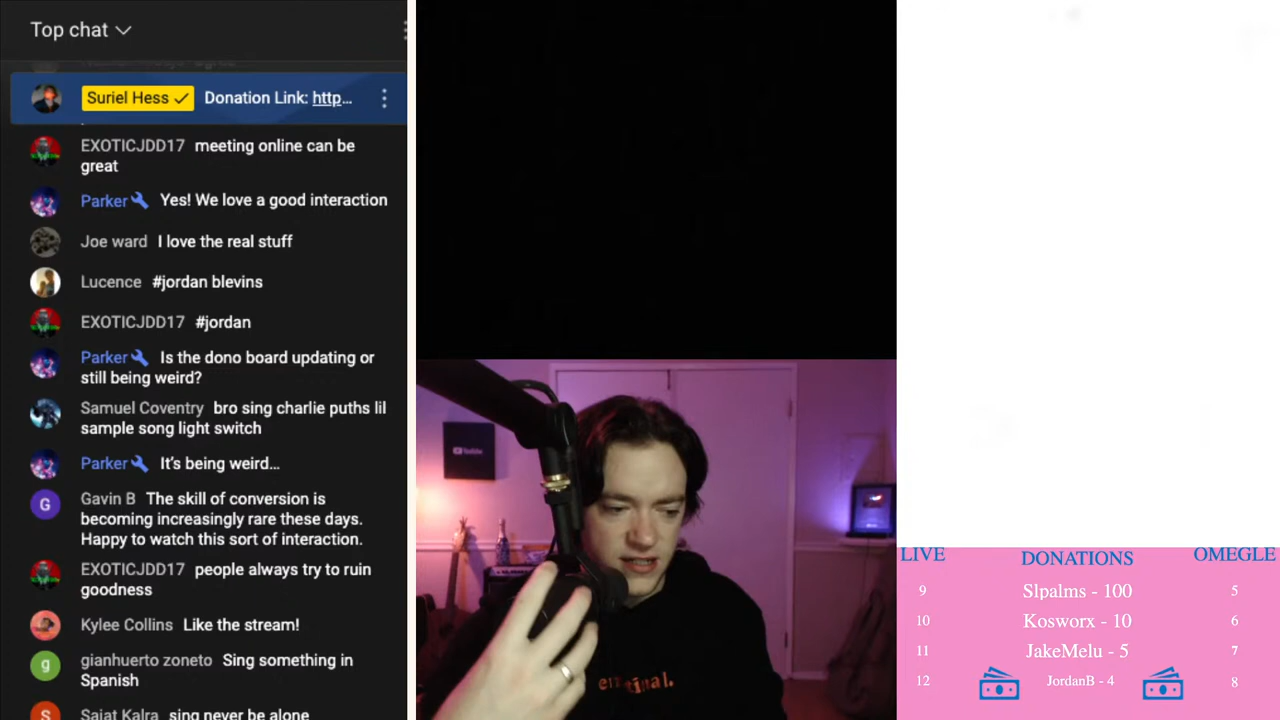 Top chat
Suriel Hess Donation Link: http...
EXOTICJDD17 meeting online can be
great
Parker Yes! We love a good interaction
Joe ward I love the real stuff
Lucence #jordan blevins
EXOTICJDD17 #jordan
Parker Is the dono board updating or
still being weird?
Samuel Coventry bro sing charlie puths lil
sample song light switch
Parker It's being weird...
G Gavin B The skill of conversion is
becoming increasingly rare these days.
Happy to watch this sort of interaction.
EXOTICJDD17 people always try to ruin
goodness
Kylee Collins Like the stream!
g gianhuerto zoneto Sing something in
Spanish
S Sajat Kalra sing never be alone
YouTube
LIVE DONATIONS OMEGLE
9 Slpalms - 100 5
10 Kosworx - 10 6
11 JakeMelu - 5 7
12 JordanB - 4 8